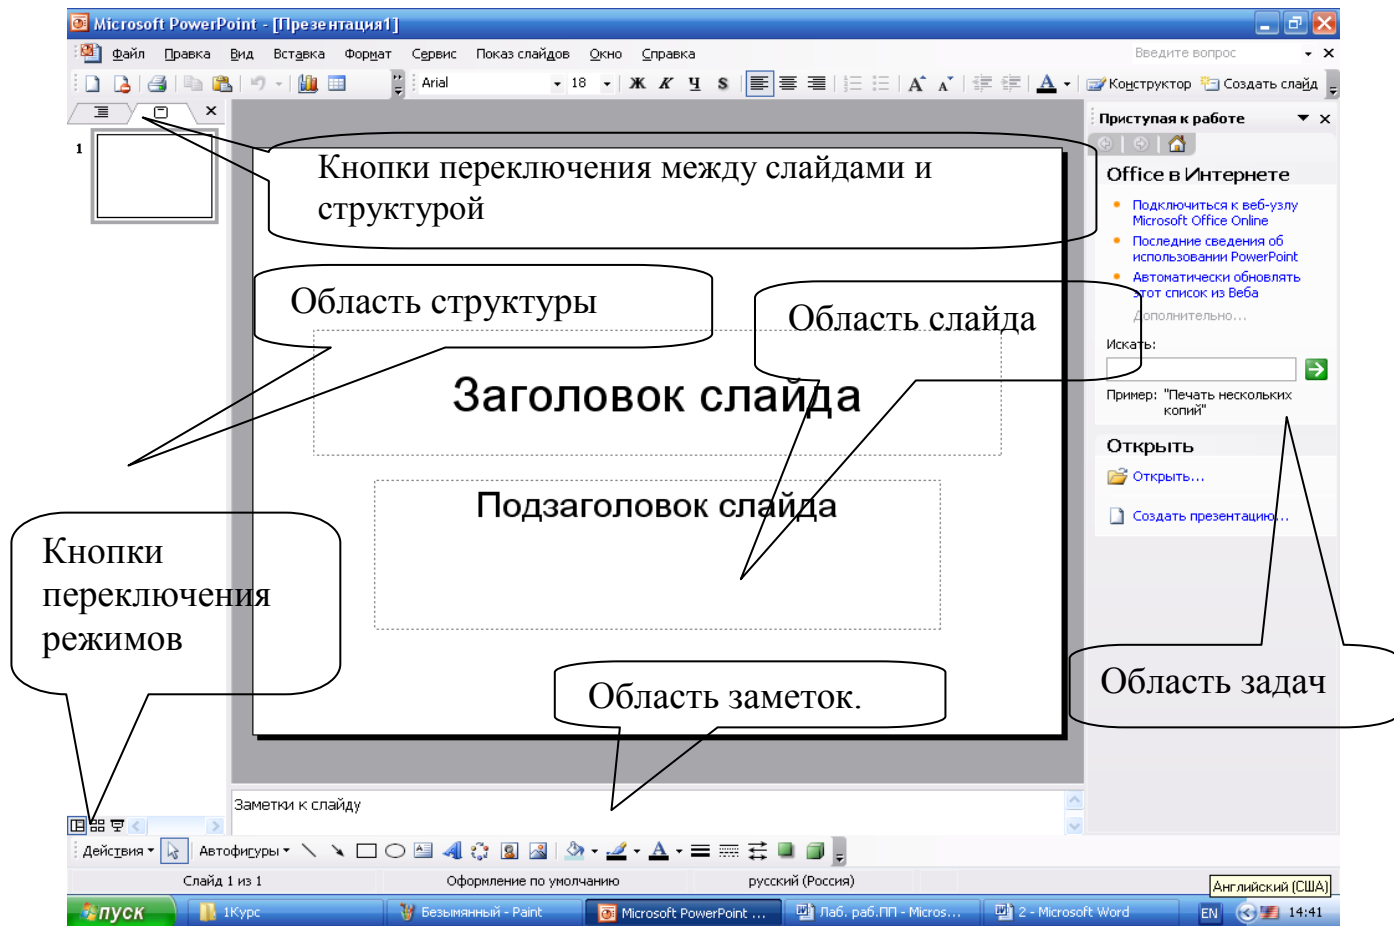 Microsoft PowerPoint - [Презентация1]
Файл Правка Вид Вставка Формат Сервис Показ слайдов Окно Справка Введите вопрос
Arial 18 Ж К Ч S Конструктор Создать слайд
Приступая к работе
1
Кнопки переключения между слайдами и
структурой
Office в Интернете
Подключиться к веб-узлу
Microsoft Office Online
Последние сведения об
использовании PowerPoint
Автоматически обновлять
этот список из Веба
Дополнительно...
Искать:
Пример: "Печать нескольких
копий"
Открыть
Открыть...
Создать презентацию...
Область структуры
Область слайда
Заголовок слайда
Подзаголовок слайда
Кнопки
переключения
режимов
Область заметок.
Область задач
Заметки к слайду
Действия Автофигуры
Слайд 1 из 1 Оформление по умолчанию русский (Россия)
Английский (США)
пуск 1Курс Безымянный - Paint Microsoft PowerPoint ... Лаб. раб.ПП - Micros... 2 - Microsoft Word EN 14:41